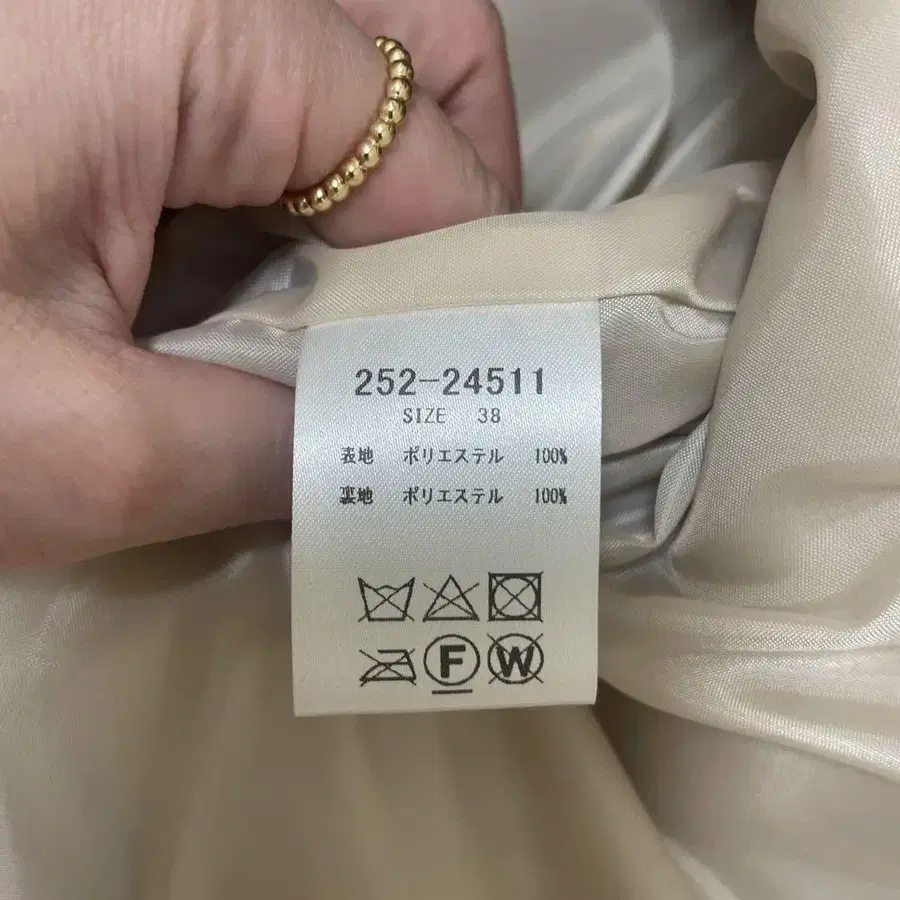 252-24511
SIZE 38
表地 ポリエステル 100%
裏地 ポリエステル 100%
F W